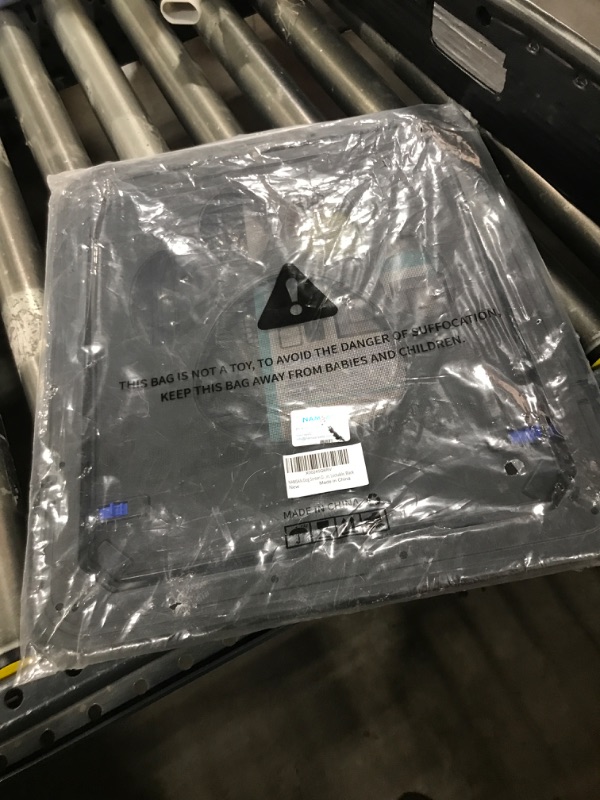 THIS BAG IS NOT A TOY, TO AVOID THE DANGER OF SUFFOCATION,
KEEP THIS BAG AWAY FROM BABIES AND CHILDREN.
New Made in China
MADE IN CHINA